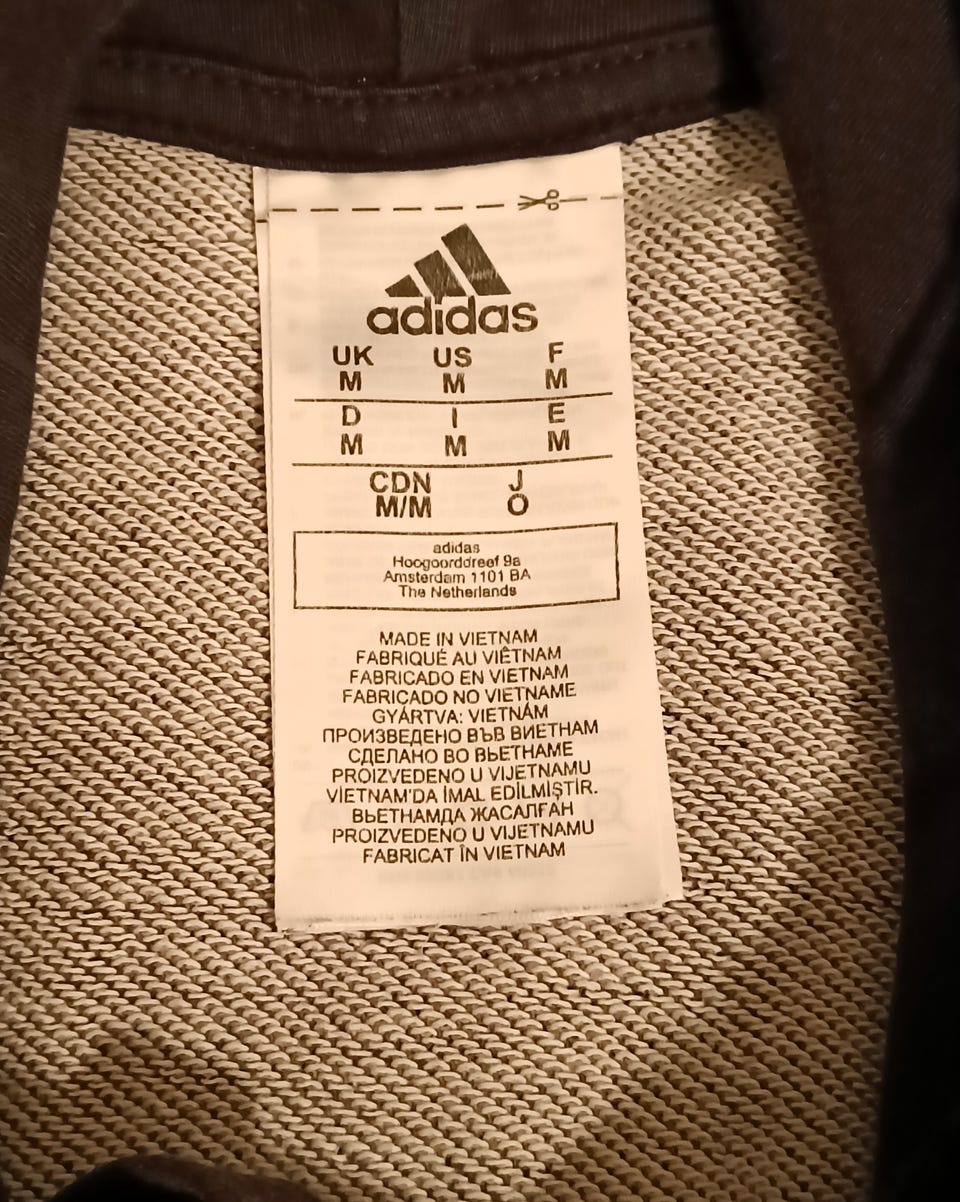 adidas
UK US F
M M M
D I E
M M M
CDN J
M/M O
adidas
Hoogoorddreef 9a
Amsterdam 1101 BA
The Netherlands
MADE IN VIETNAM
FABRIQUÉ AU VIÊTNAM
FABRICADO EN VIETNAM
FABRICADO NO VIETNAME
GYÁRTVA: VIETNÁM
ПРОИЗВЕДЕНО ВЪВ ВИЕТНАМ
СДЕЛАНО ВО ВЬЕТНАМЕ
PROIZVEDENO U VIJETNAMU
VİETNAM'DA İMAL EDİLMİŞTİR.
ВЬЕТНАМДА ЖАСАЛҒАН
PROIZVEDENO U VIJETNAMU
FABRICAT ÎN VIETNAM